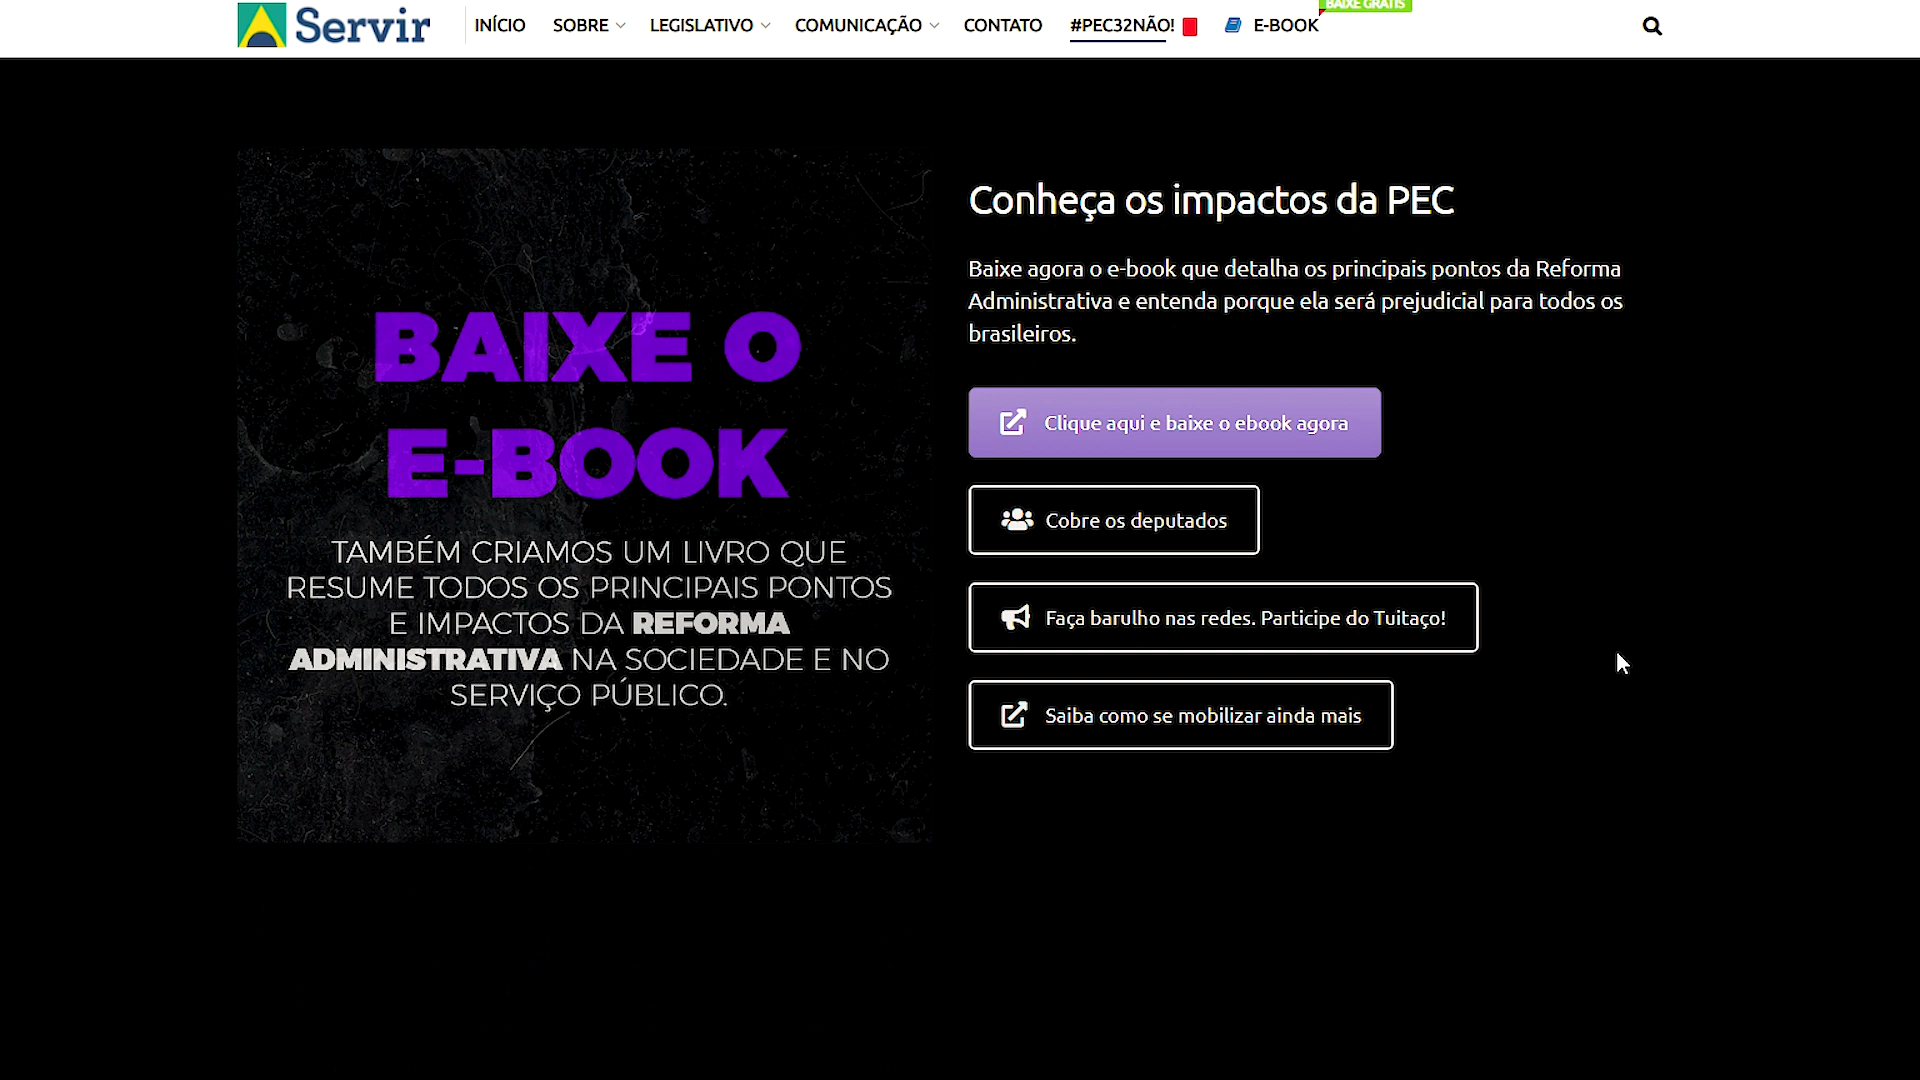 Servir
INÍCIO
SOBRE
LEGISLATIVO
COMUNICAÇÃO
CONTATO
#PEC32NÃO!
E-BOOK
BAIXE GRÁTIS
BAIXE O
E-BOOK
TAMBÉM CRIAMOS UM LIVRO QUE
RESUME TODOS OS PRINCIPAIS PONTOS
E IMPACTOS DA REFORMA
ADMINISTRATIVA NA SOCIEDADE E NO
SERVIÇO PÚBLICO.
Conheça os impactos da PEC
Baixe agora o e-book que detalha os principais pontos da Reforma
Administrativa e entenda porque ela será prejudicial para todos os
brasileiros.
Clique aqui e baixe o ebook agora
Cobre os deputados
Faça barulho nas redes. Participe do Tuitaço!
Saiba como se mobilizar ainda mais